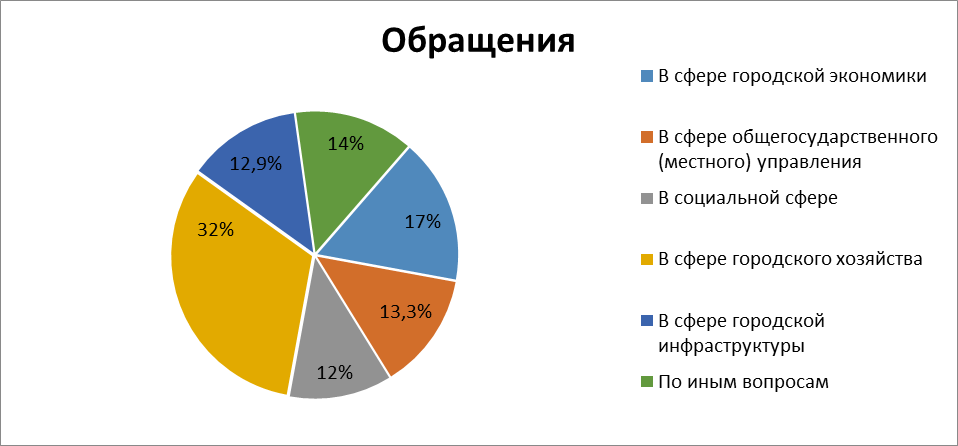 Обращения
В сфере городской экономики
В сфере общегосударственного
(местного) управления
В социальной сфере
В сфере городского хозяйства
В сфере городской
инфраструктуры
По иным вопросам
14%
12,9%
17%
32%
13,3%
12%